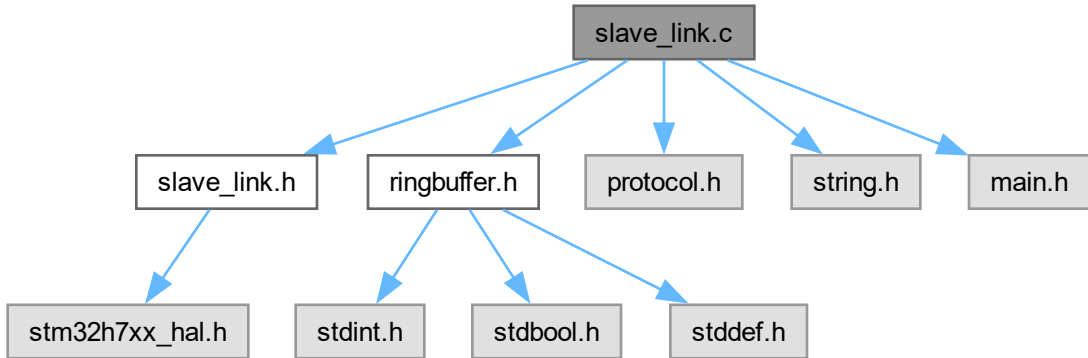 slave_link.c
slave_link.h
ringbuffer.h
protocol.h
string.h
main.h
stm32h7xx_hal.h
stdint.h
stdbool.h
stddef.h